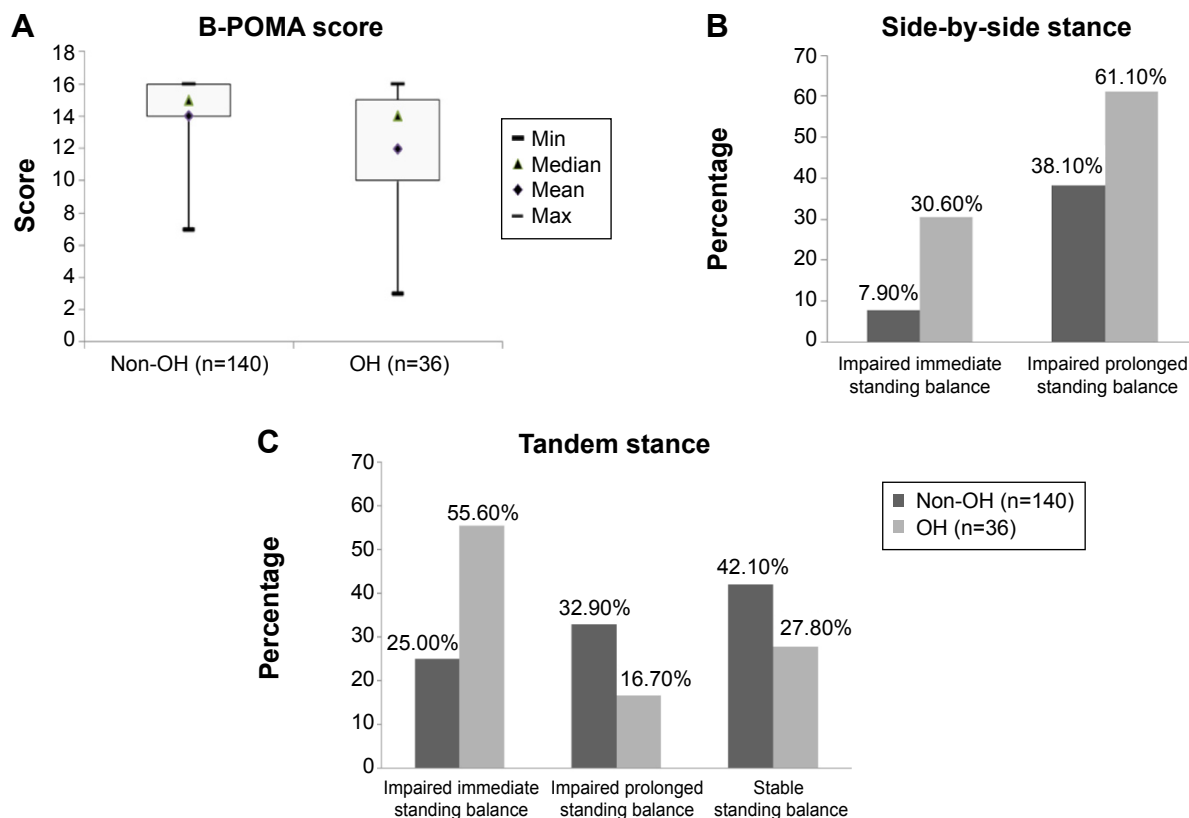 A
B-POMA score
Score
18
16
14
12
10
8
6
4
2
0
Non-OH (n=140)
OH (n=36)
Min
Median
Mean
Max
B
Side-by-side stance
Percentage
70
60
50
40
30
20
10
0
7.90%
30.60%
38.10%
61.10%
Impaired immediate
standing balance
Impaired prolonged
standing balance
C
Tandem stance
Percentage
70
60
50
40
30
20
10
0
25.00%
55.60%
32.90%
16.70%
42.10%
27.80%
Impaired immediate
standing balance
Impaired prolonged
standing balance
Stable
standing balance
Non-OH (n=140)
OH (n=36)